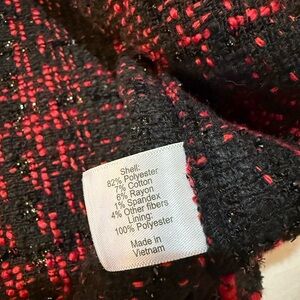 Shell:
82% Polyester
7% Cotton
6% Rayon
1% Spandex
4% Other fibers
Lining:
100% Polyester
Made in
Vietnam